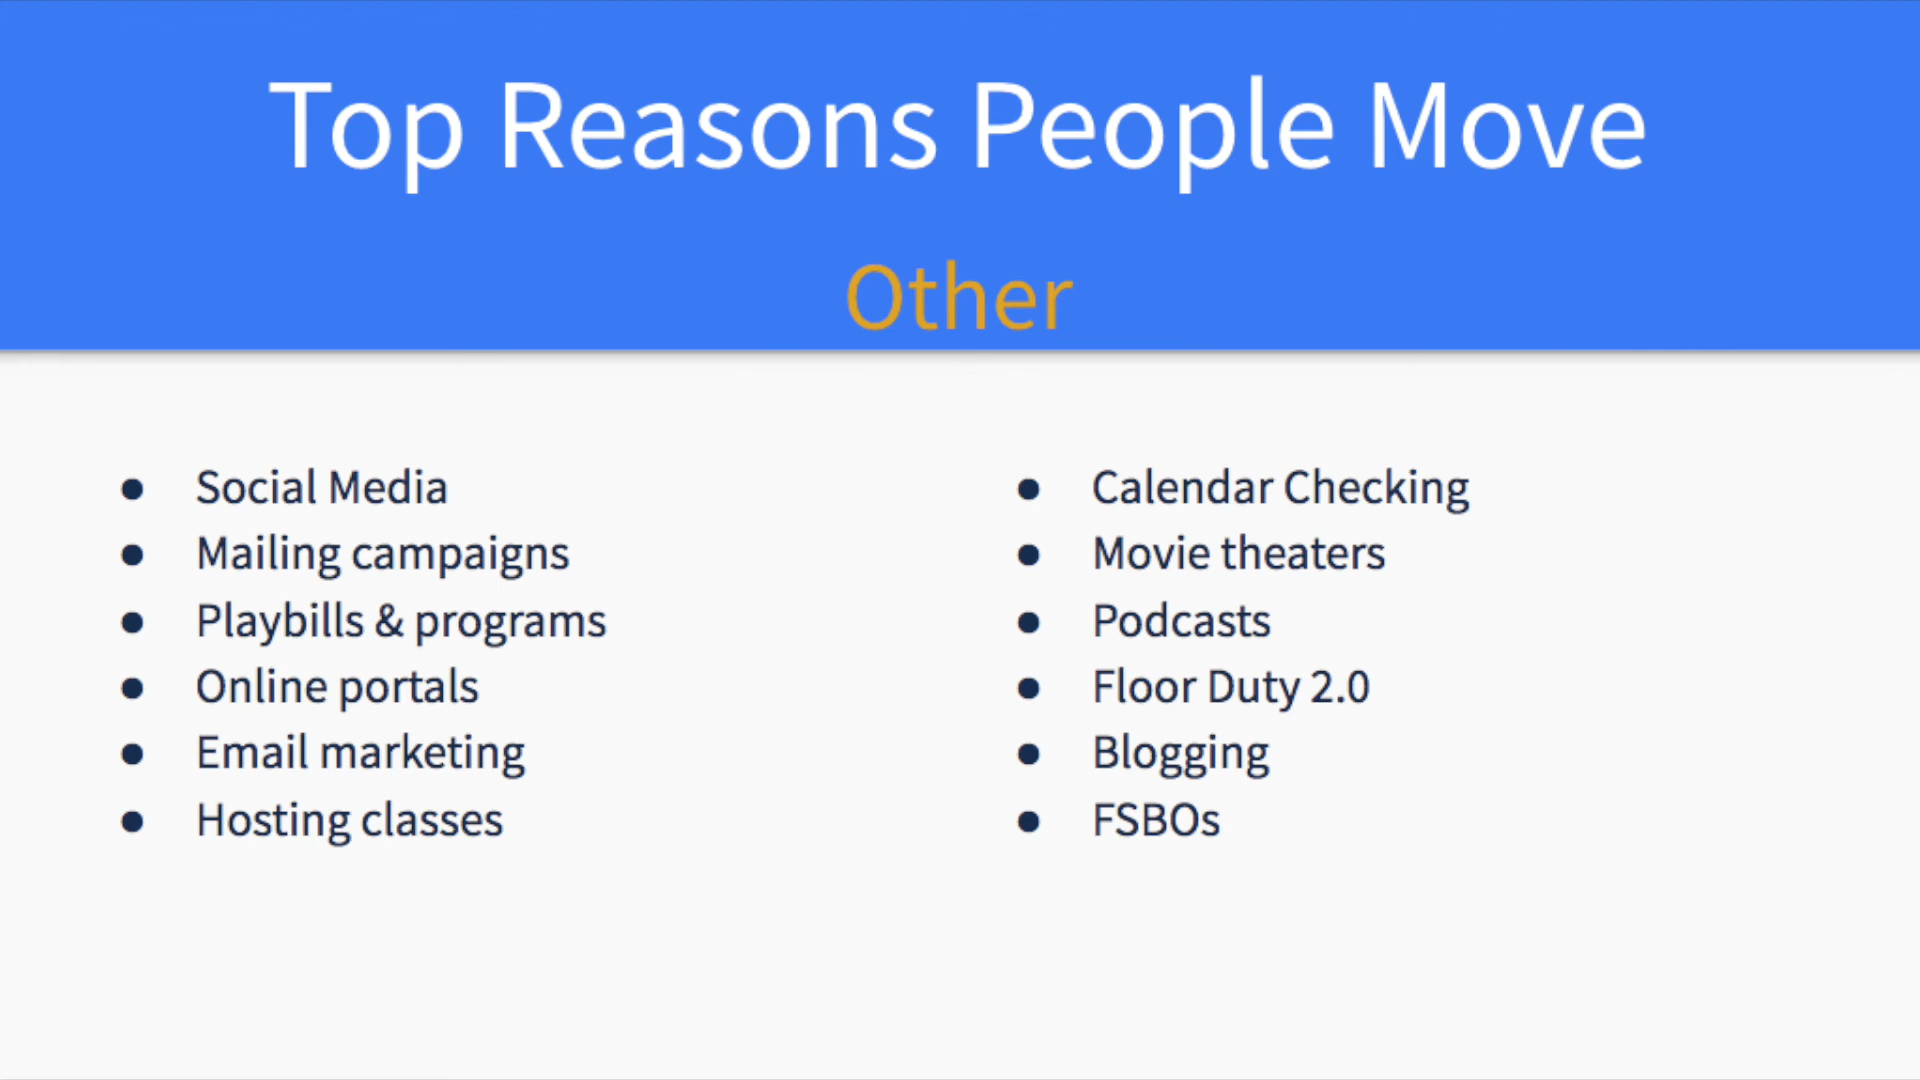 Top Reasons People Move
Other
● Social Media
● Mailing campaigns
● Playbills & programs
● Online portals
● Email marketing
● Hosting classes
● Calendar Checking
● Movie theaters
● Podcasts
● Floor Duty 2.0
● Blogging
● FSBOs